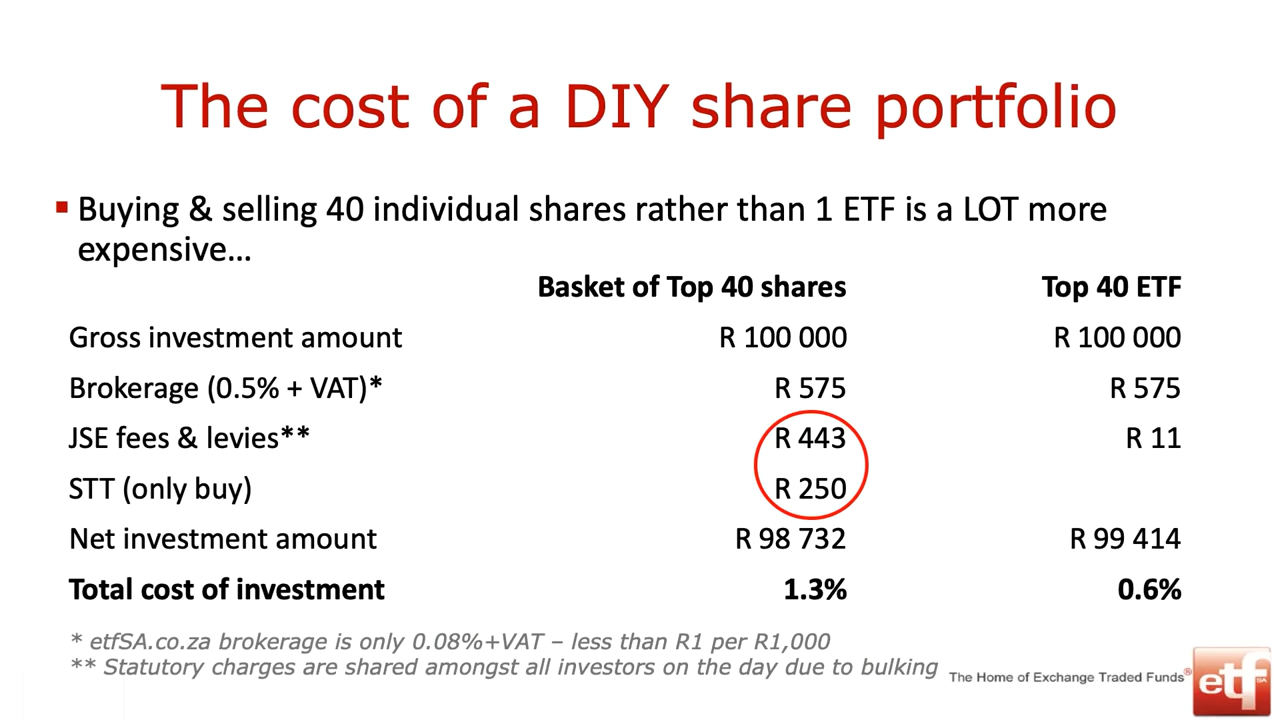 The cost of a DIY share portfolio
▪ Buying & selling 40 individual shares rather than 1 ETF is a LOT more
expensive…
Basket of Top 40 shares Top 40 ETF
Gross investment amount R 100 000 R 100 000
Brokerage (0.5% + VAT)* R 575 R 575
JSE fees & levies** R 443 R 11
STT (only buy) R 250
Net investment amount R 98 732 R 99 414
Total cost of investment 1.3% 0.6%
* etfSA.co.za brokerage is only 0.08%+VAT – less than R1 per R1,000
** Statutory charges are shared amongst all investors on the day due to bulking
The Home of Exchange Traded Funds® etf SA